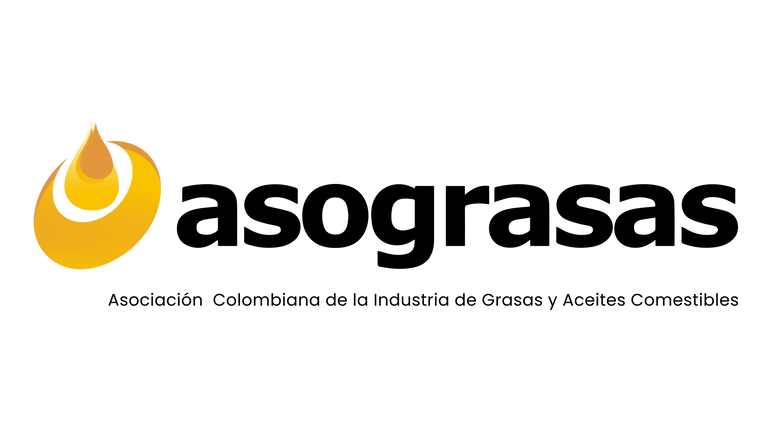 asograsas
Asociación Colombiana de la Industria de Grasas y Aceites Comestibles